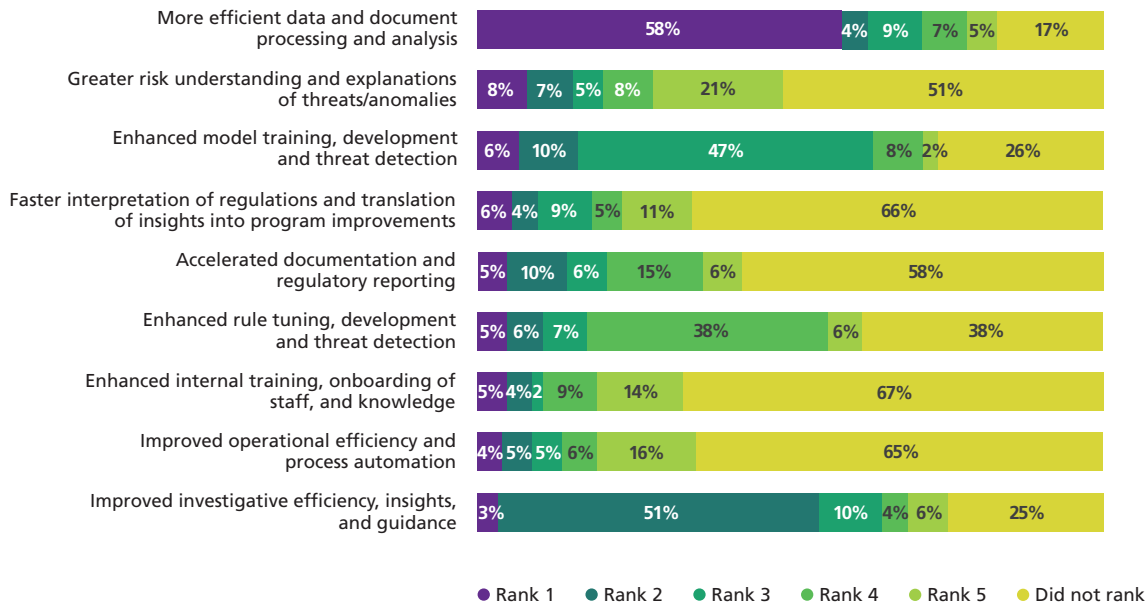 More efficient data and document
processing and analysis
58% 4% 9% 7% 5% 17%
Greater risk understanding and explanations
of threats/anomalies
8% 7% 5% 8% 21% 51%
Enhanced model training, development
and threat detection
6% 10% 47% 8% 2% 26%
Faster interpretation of regulations and translation
of insights into program improvements
6% 4% 9% 5% 11% 66%
Accelerated documentation and
regulatory reporting
5% 10% 6% 15% 6% 58%
Enhanced rule tuning, development
and threat detection
5% 6% 7% 38% 6% 38%
Enhanced internal training, onboarding of
staff, and knowledge
5% 4% 2 9% 14% 67%
Improved operational efficiency and
process automation
4% 5% 5% 6% 16% 65%
Improved investigative efficiency, insights,
and guidance
3% 51% 10% 4% 6% 25%
Rank 1 Rank 2 Rank 3 Rank 4 Rank 5 Did not rank